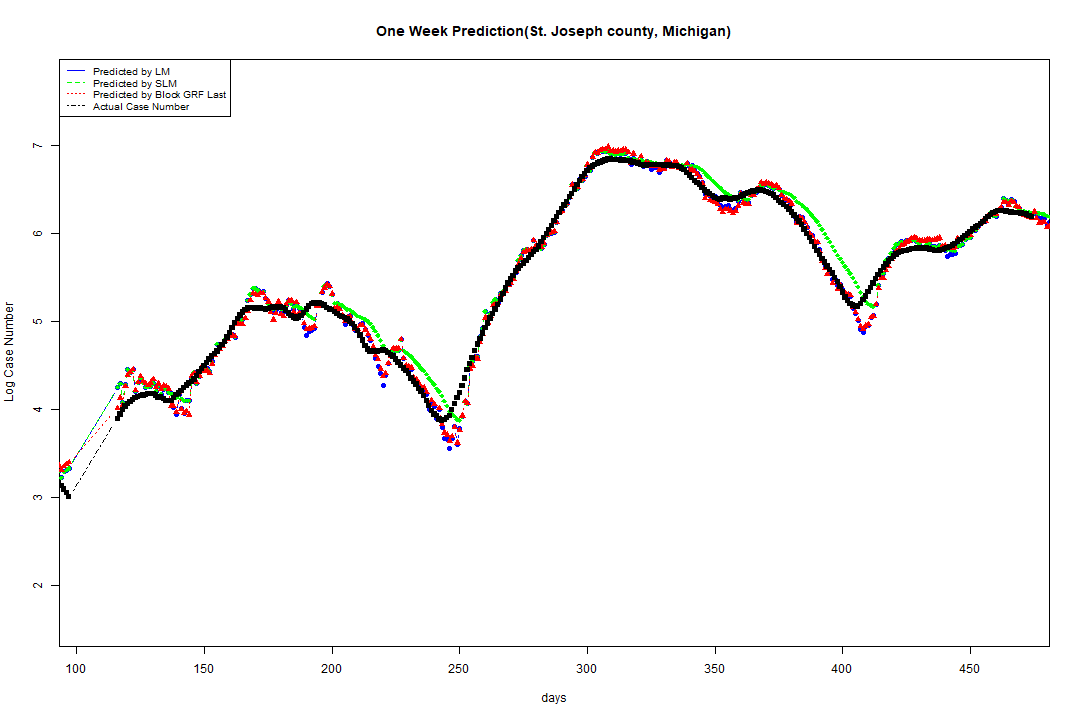 One Week Prediction(St. Joseph county, Michigan)
Predicted by LM
Predicted by SLM
Predicted by Block GRF Last
Actual Case Number
7
6
5
4
3
2
Log Case Number
100 150 200 250 300 350 400 450
days